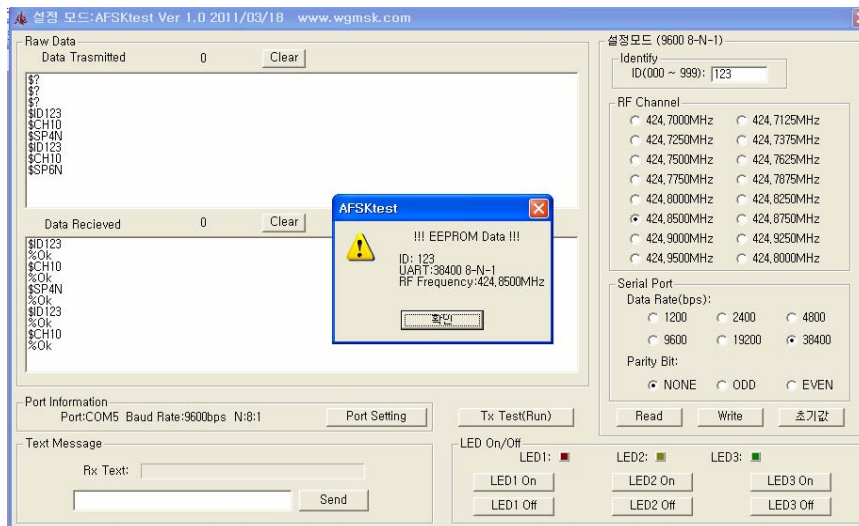 설정 모드:AFSKtest Ver 1.0 2011/03/18 www.wgmsk.com
Raw Data
Data Trasmitted 0 Clear
$?
$?
$?
$ID123
$CH10
$SP4N
$ID123
$CH10
$SP6N
Data Recieved 0 Clear
$ID123
%Ok
$CH10
%Ok
$SP4N
%Ok
$ID123
%Ok
$CH10
%Ok
AFSKtest
!!! EEPROM Data !!!
ID: 123
UART:38400 8-N-1
RF Frequency:424,8500MHz
확인
설정모드 (9600 8-N-1)
Identify
ID(000 ~ 999): 123
RF Channel
424,7000MHz 424,7125MHz
424,7250MHz 424,7375MHz
424,7500MHz 424,7625MHz
424,7750MHz 424,7875MHz
424,8000MHz 424,8250MHz
424,8500MHz 424,8750MHz
424,9000MHz 424,9250MHz
424,9500MHz 424,8000MHz
Serial Port
Data Rate(bps):
1200 2400 4800
9600 19200 38400
Parity Bit:
NONE ODD EVEN
Read Write 초기값
Port Information
Port:COM5 Baud Rate:9600bps N:8:1 Port Setting
Tx Test(Run)
Text Message
Rx Text:
Send
LED On/Off
LED1: LED2: LED3:
LED1 On LED2 On LED3 On
LED1 Off LED2 Off LED3 Off